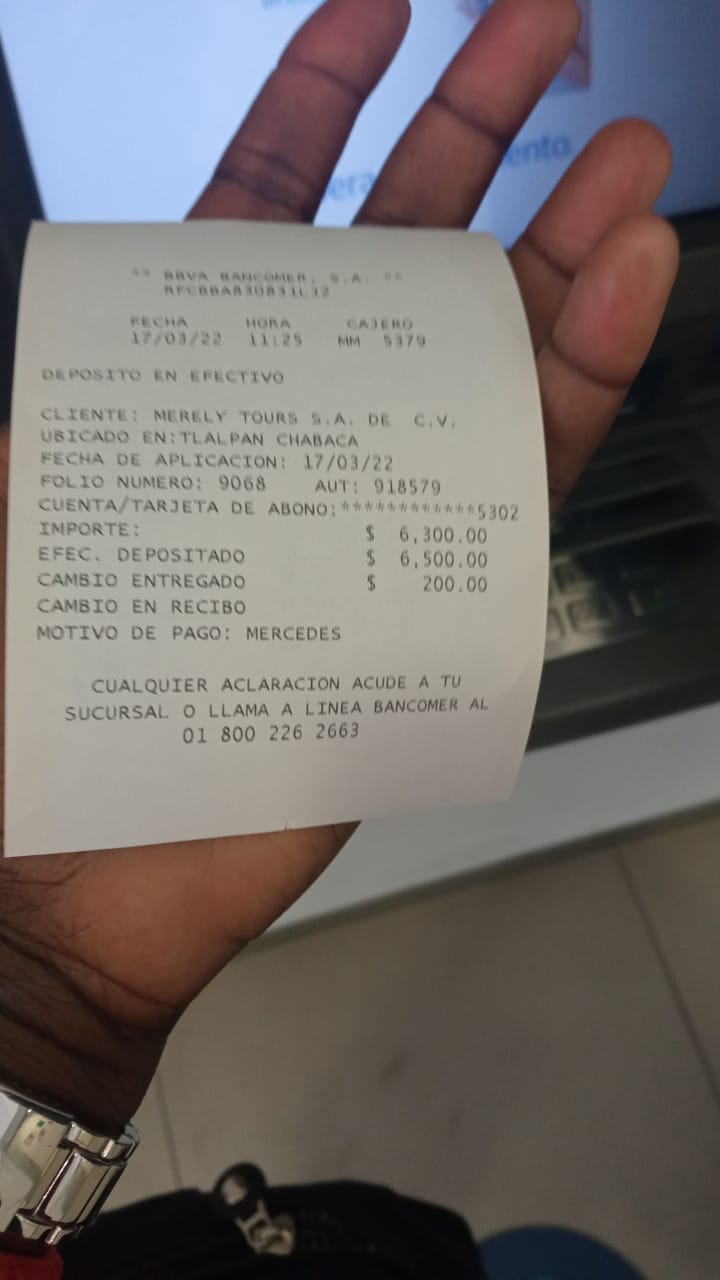 ** BBVA BANCOMER, S.A. **
RFCBBA830831LJ2
FECHA HORA CAJERO
17/03/22 11:25 MM 5379
DEPOSITO EN EFECTIVO
CLIENTE: MERELY TOURS S.A. DE C.V.
UBICADO EN:TLALPAN CHABACA
FECHA DE APLICACION: 17/03/22
FOLIO NUMERO: 9068 AUT: 918579
CUENTA/TARJETA DE ABONO:************5302
IMPORTE: $ 6,300.00
EFEC. DEPOSITADO $ 6,500.00
CAMBIO ENTREGADO $ 200.00
CAMBIO EN RECIBO
MOTIVO DE PAGO: MERCEDES
CUALQUIER ACLARACION ACUDE A TU
SUCURSAL O LLAMA A LINEA BANCOMER AL
01 800 226 2663